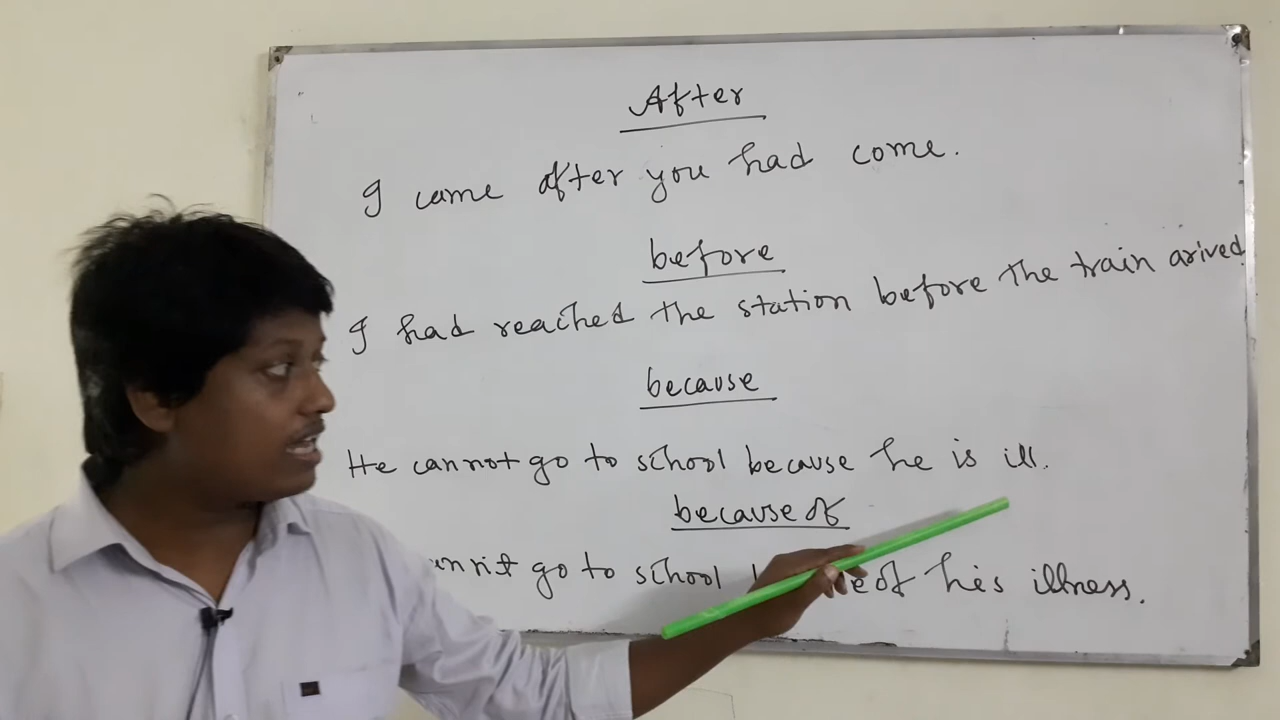 After
I came after you had come.
before
I had reached the station before the train arived
because
He cannot go to school because he is ill.
because of
go to school of his illness.